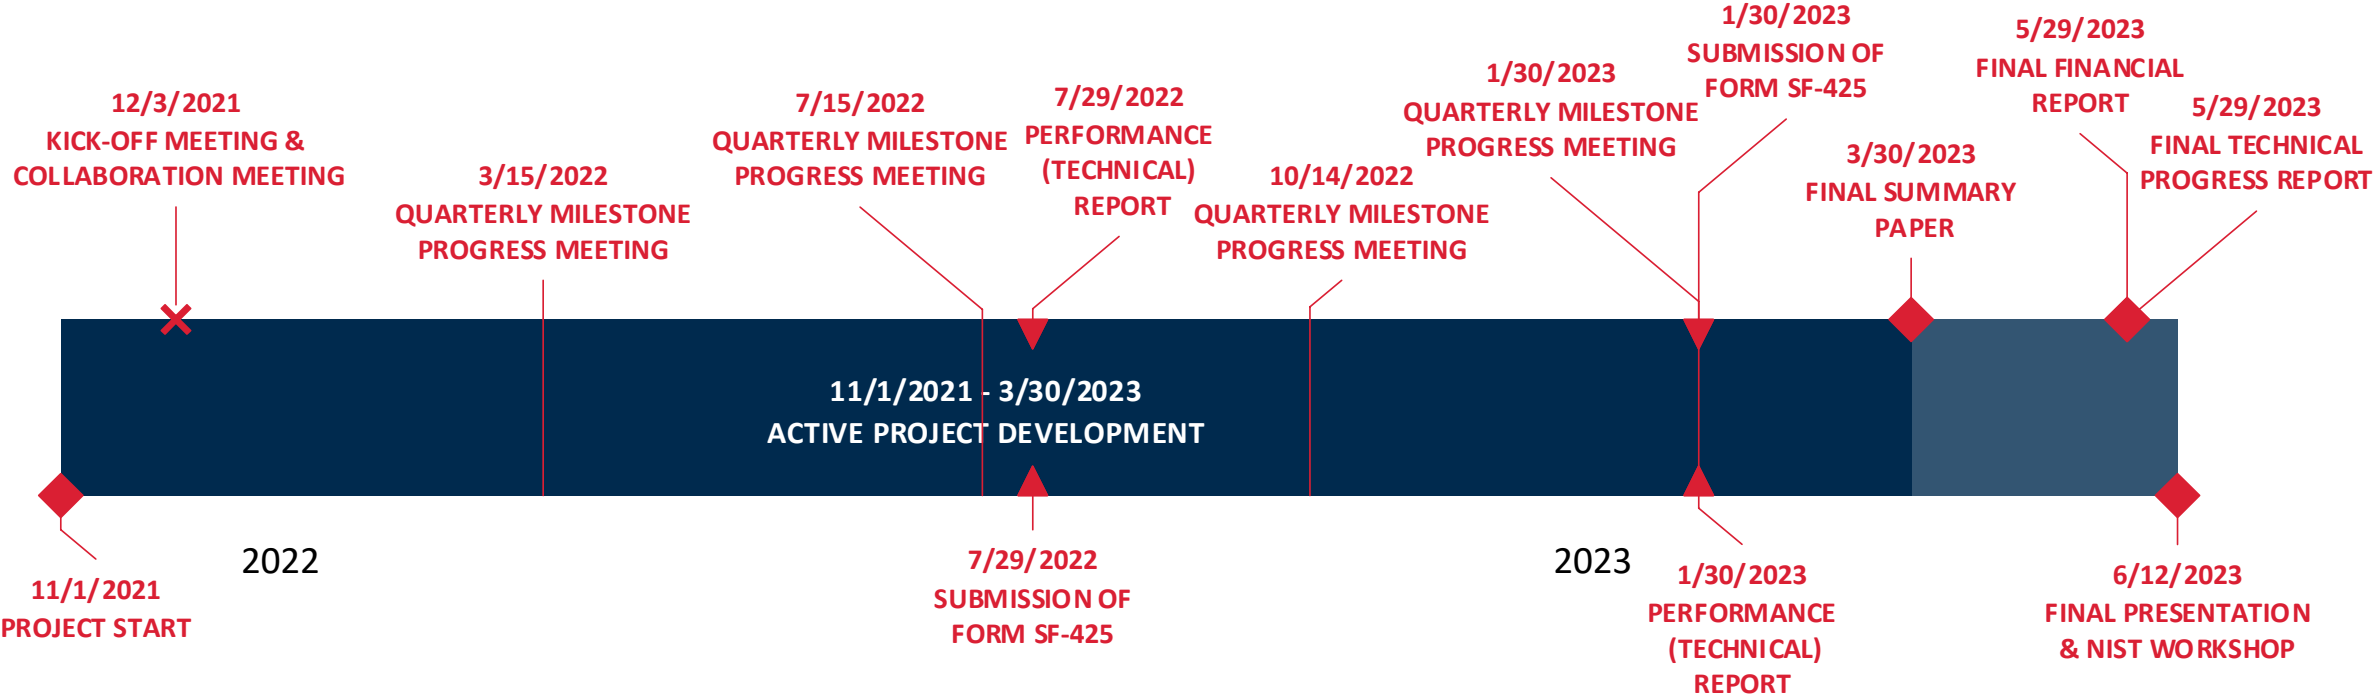 12/3/2021
KICK-OFF MEETING &
COLLABORATION MEETING
3/15/2022
QUARTERLY MILESTONE
PROGRESS MEETING
7/15/2022
QUARTERLY MILESTONE
PROGRESS MEETING
7/29/2022
PERFORMANCE
(TECHNICAL)
REPORT
10/14/2022
QUARTERLY MILESTONE
PROGRESS MEETING
1/30/2023
QUARTERLY MILESTONE
PROGRESS MEETING
1/30/2023
SUBMISSION OF
FORM SF-425
3/30/2023
FINAL SUMMARY
PAPER
5/29/2023
FINAL FINANCIAL
REPORT
5/29/2023
FINAL TECHNICAL
PROGRESS REPORT
11/1/2021 - 3/30/2023
ACTIVE PROJECT DEVELOPMENT
11/1/2021
PROJECT START
2022
7/29/2022
SUBMISSION OF
FORM SF-425
2023
1/30/2023
PERFORMANCE
(TECHNICAL)
REPORT
6/12/2023
FINAL PRESENTATION
& NIST WORKSHOP